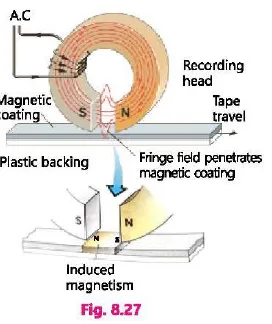 A.C
Recording
head
Magnetic
coating
S N
Tape
travel
Plastic backing
Fringe field penetrates
magnetic coating
S N
N S
Induced
magnetism
Fig. 8.27